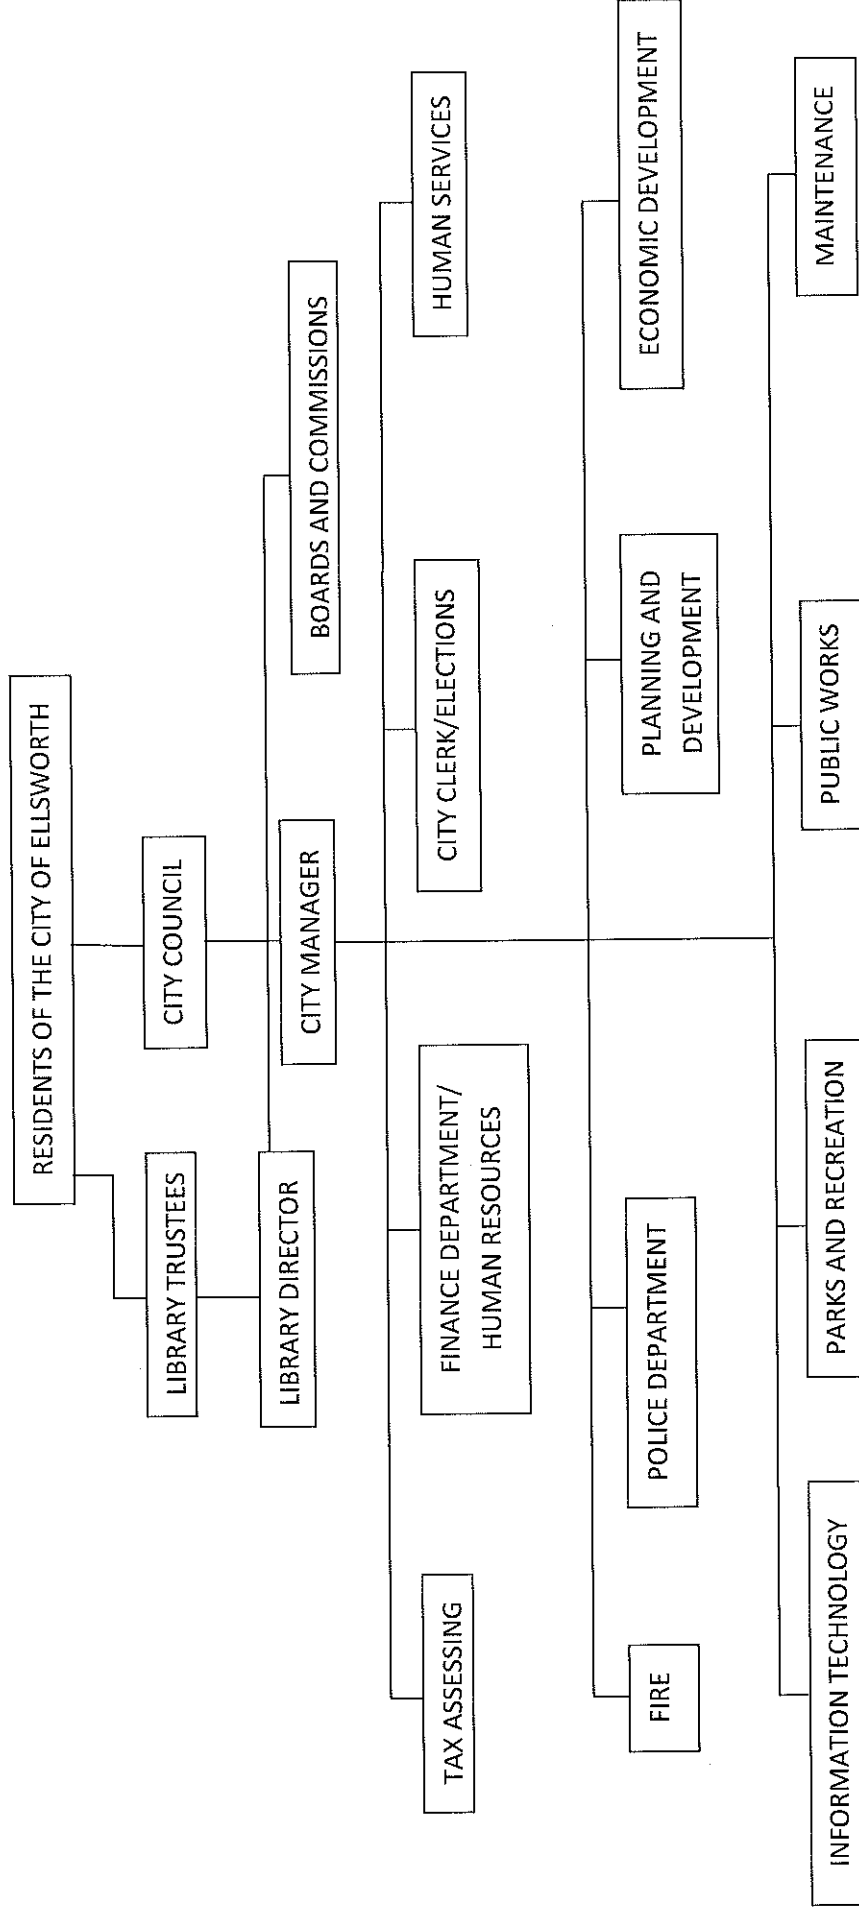 RESIDENTS OF THE CITY OF ELLSWORTH
LIBRARY TRUSTEES
CITY COUNCIL
LIBRARY DIRECTOR
CITY MANAGER
BOARDS AND COMMISSIONS
TAX ASSESSING
FINANCE DEPARTMENT/
HUMAN RESOURCES
CITY CLERK/ELECTIONS
HUMAN SERVICES
FIRE
POLICE DEPARTMENT
PLANNING AND
DEVELOPMENT
ECONOMIC DEVELOPMENT
INFORMATION TECHNOLOGY
PARKS AND RECREATION
PUBLIC WORKS
MAINTENANCE